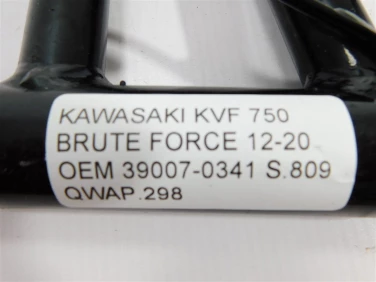 KAWASAKI KVF 750
BRUTE FORCE 12-20
OEM 39007-0341 S.809
QWAP.298